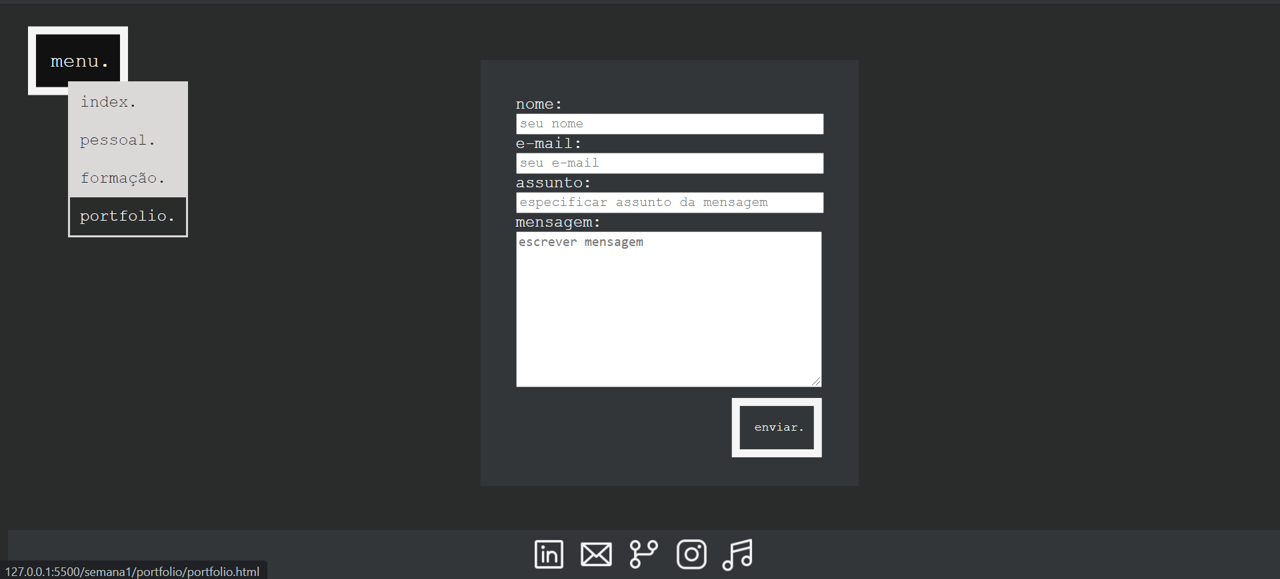 menu.
index.
pessoal.
formação.
portfolio.
nome:
seu nome
e-mail:
seu e-mail
assunto:
especificar assunto da mensagem
mensagem:
escrever mensagem
enviar.
in
127.0.0.1:5500/semana1/portfolio/portfolio.html